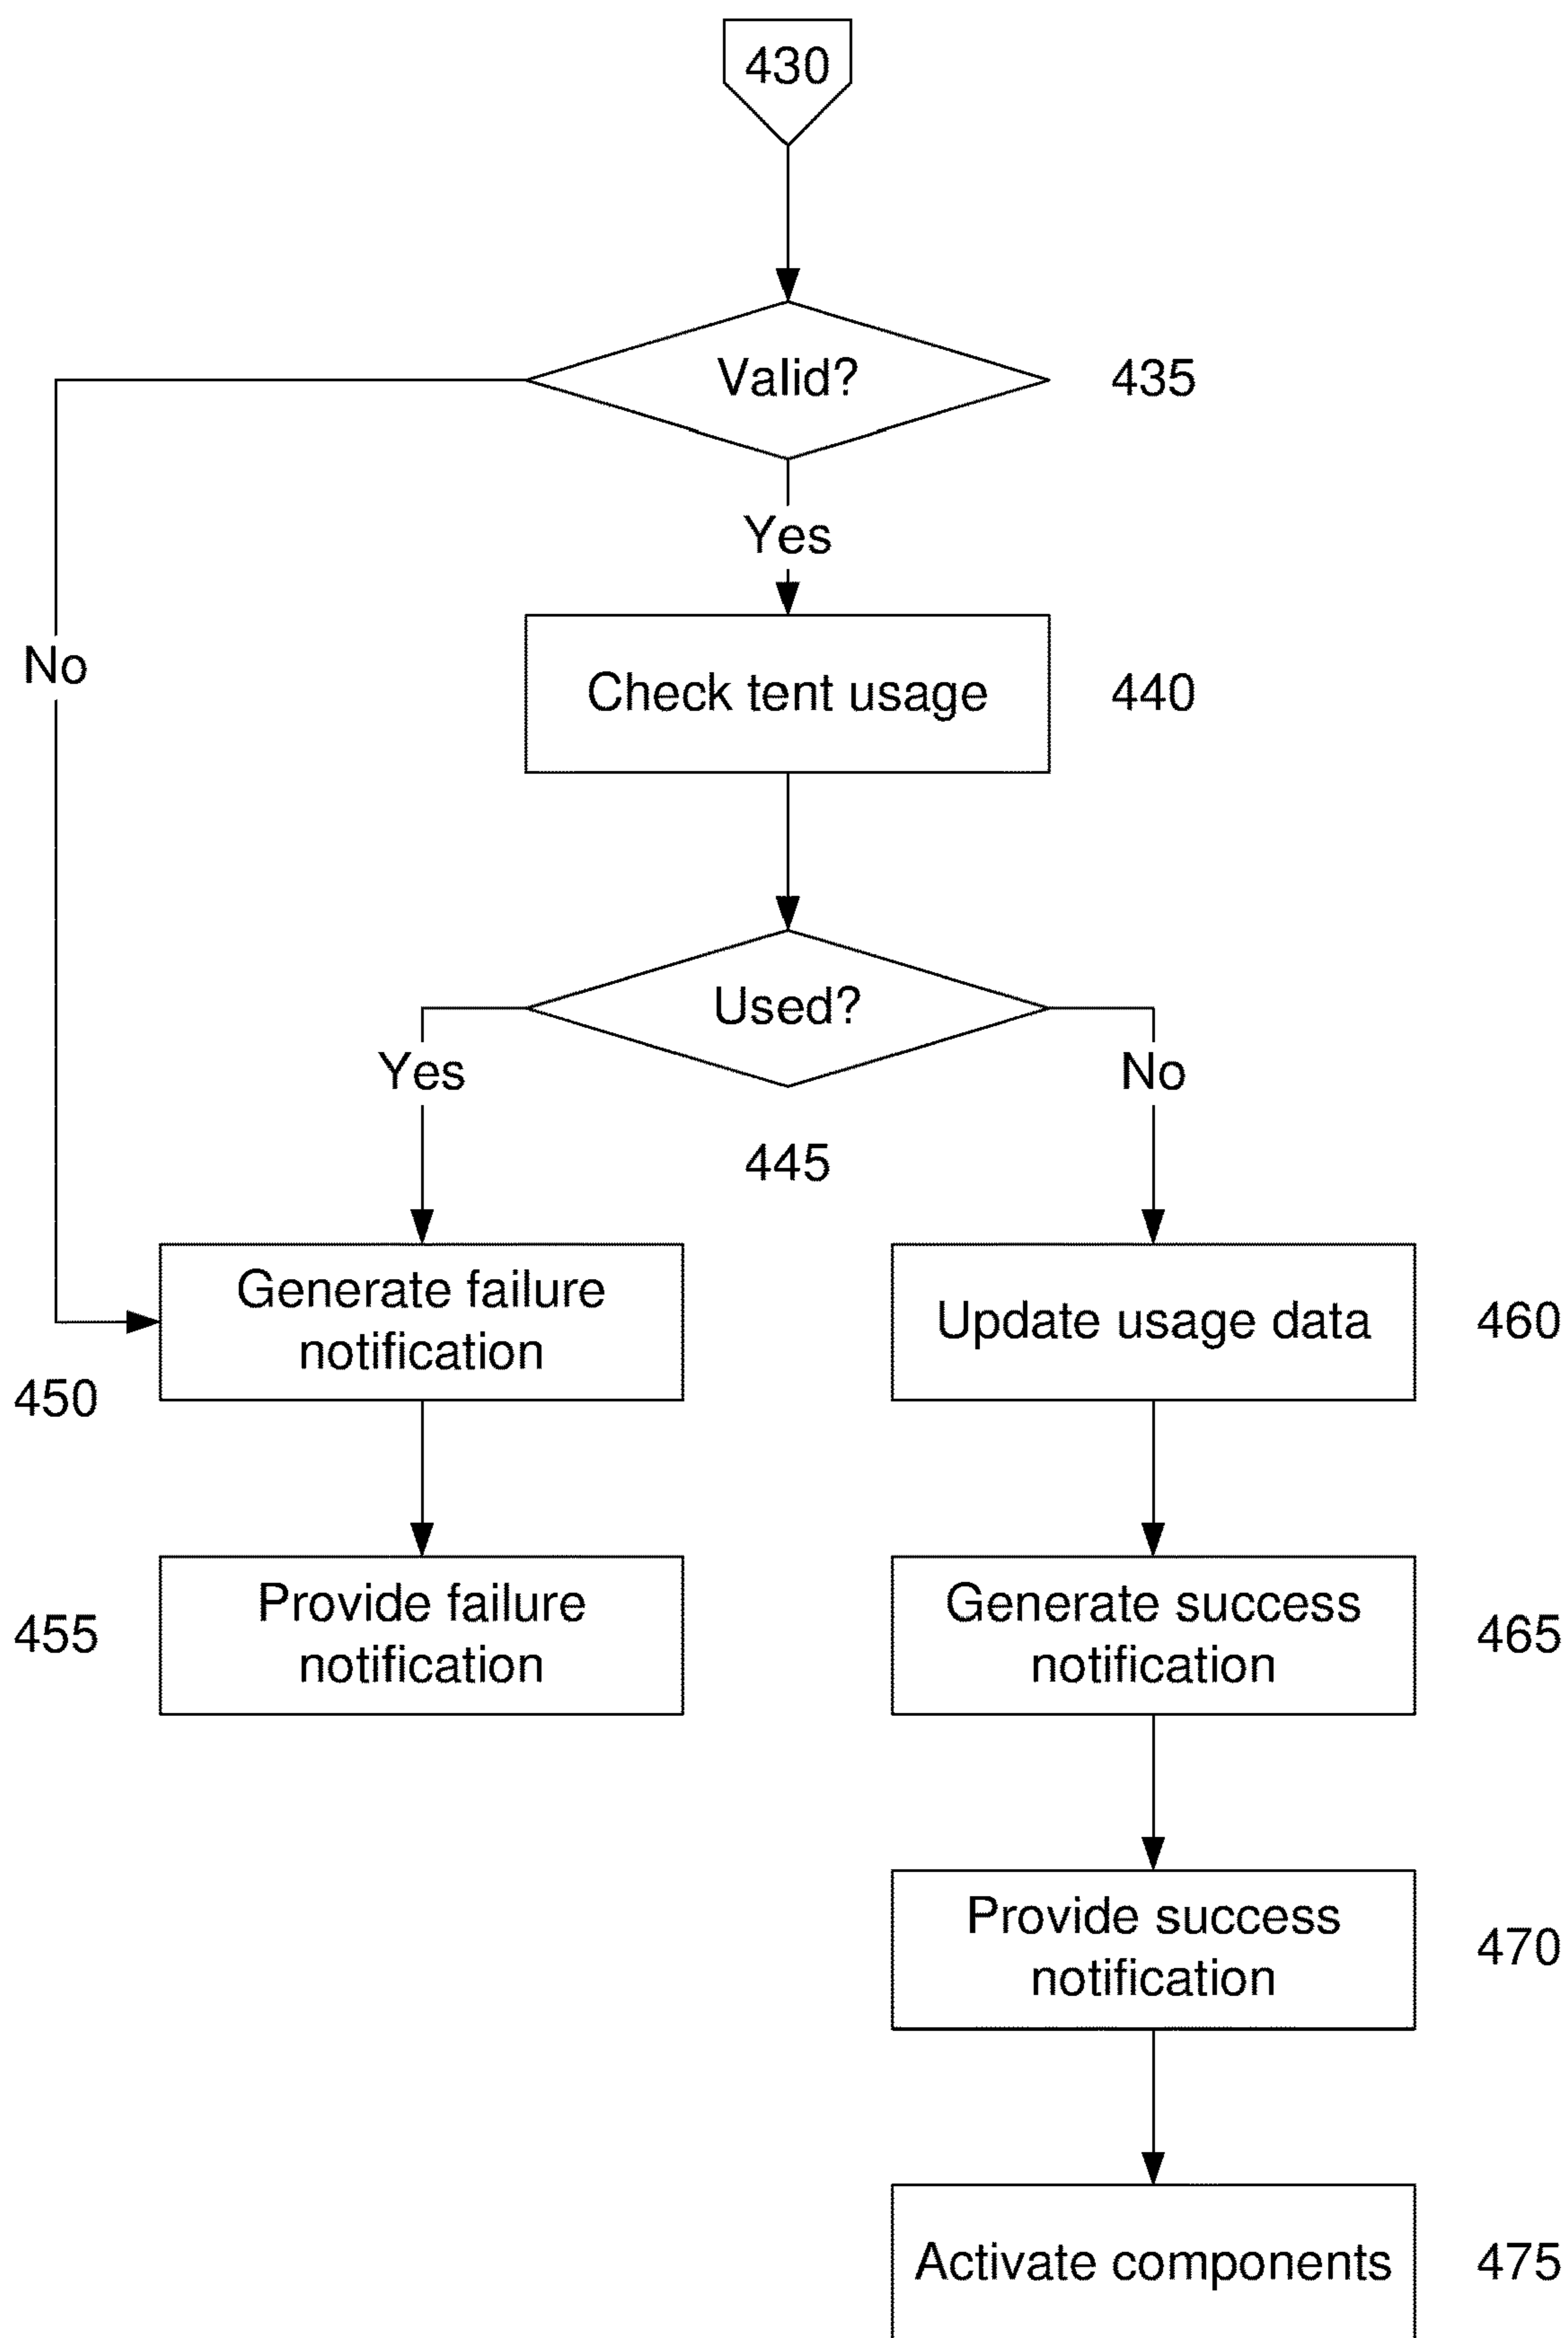 430
Valid?
435
Yes
No
Check tent usage
440
Used?
Yes
No
445
Generate failure
notification
450
Update usage data
460
Provide failure
notification
455
Generate success
notification
465
Provide success
notification
470
Activate components
475